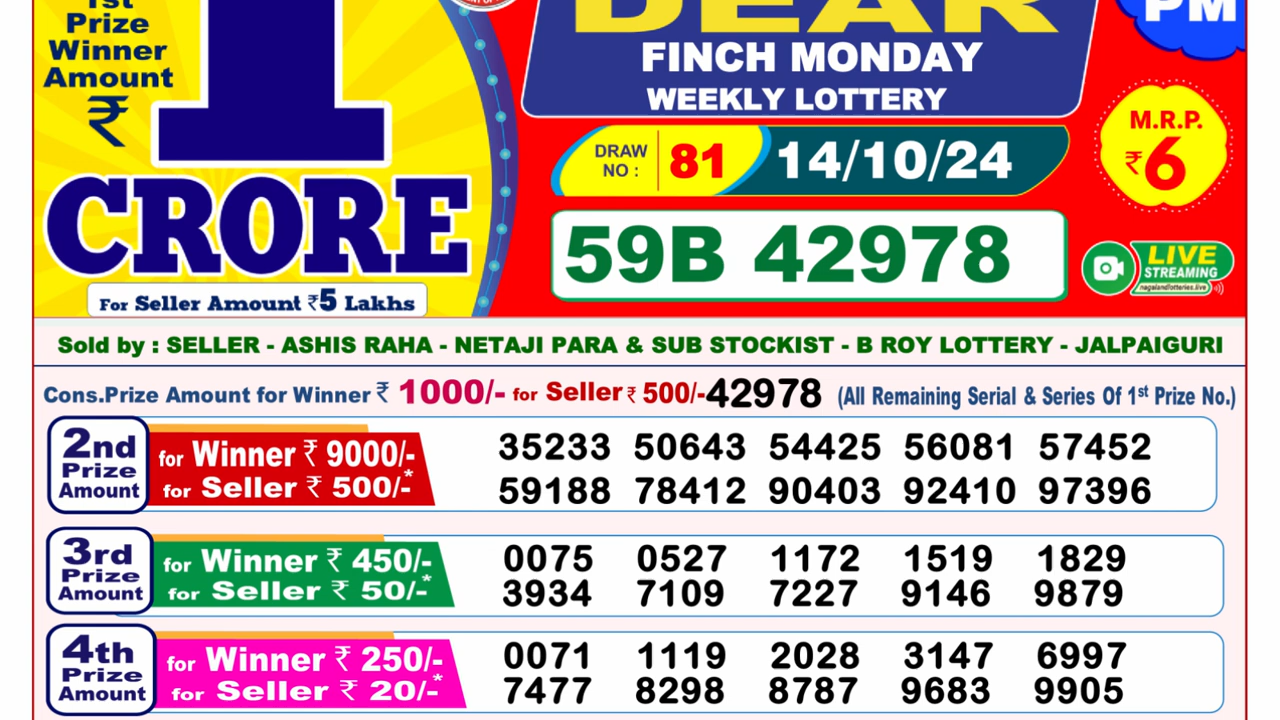 1st
Prize
Winner
Amount
₹
1
CRORE
For Seller Amount ₹5 Lakhs
DEAR
FINCH MONDAY
WEEKLY LOTTERY
PM
DRAW NO : 81 14/10/24
M.R.P.
₹6
59B 42978
LIVE
STREAMING
nagalandlotteries.live
Sold by : SELLER - ASHIS RAHA - NETAJI PARA & SUB STOCKIST - B ROY LOTTERY - JALPAIGURI
Cons.Prize Amount for Winner ₹ 1000/- for Seller ₹ 500/- 42978 (All Remaining Serial & Series Of 1st Prize No.)
2nd Prize Amount
for Winner ₹ 9000/-
for Seller ₹ 500/-*
35233 50643 54425 56081 57452
59188 78412 90403 92410 97396
3rd Prize Amount
for Winner ₹ 450/-
for Seller ₹ 50/-*
0075 0527 1172 1519 1829
3934 7109 7227 9146 9879
4th Prize Amount
for Winner ₹ 250/-
for Seller ₹ 20/-*
0071 1119 2028 3147 6997
7477 8298 8787 9683 9905